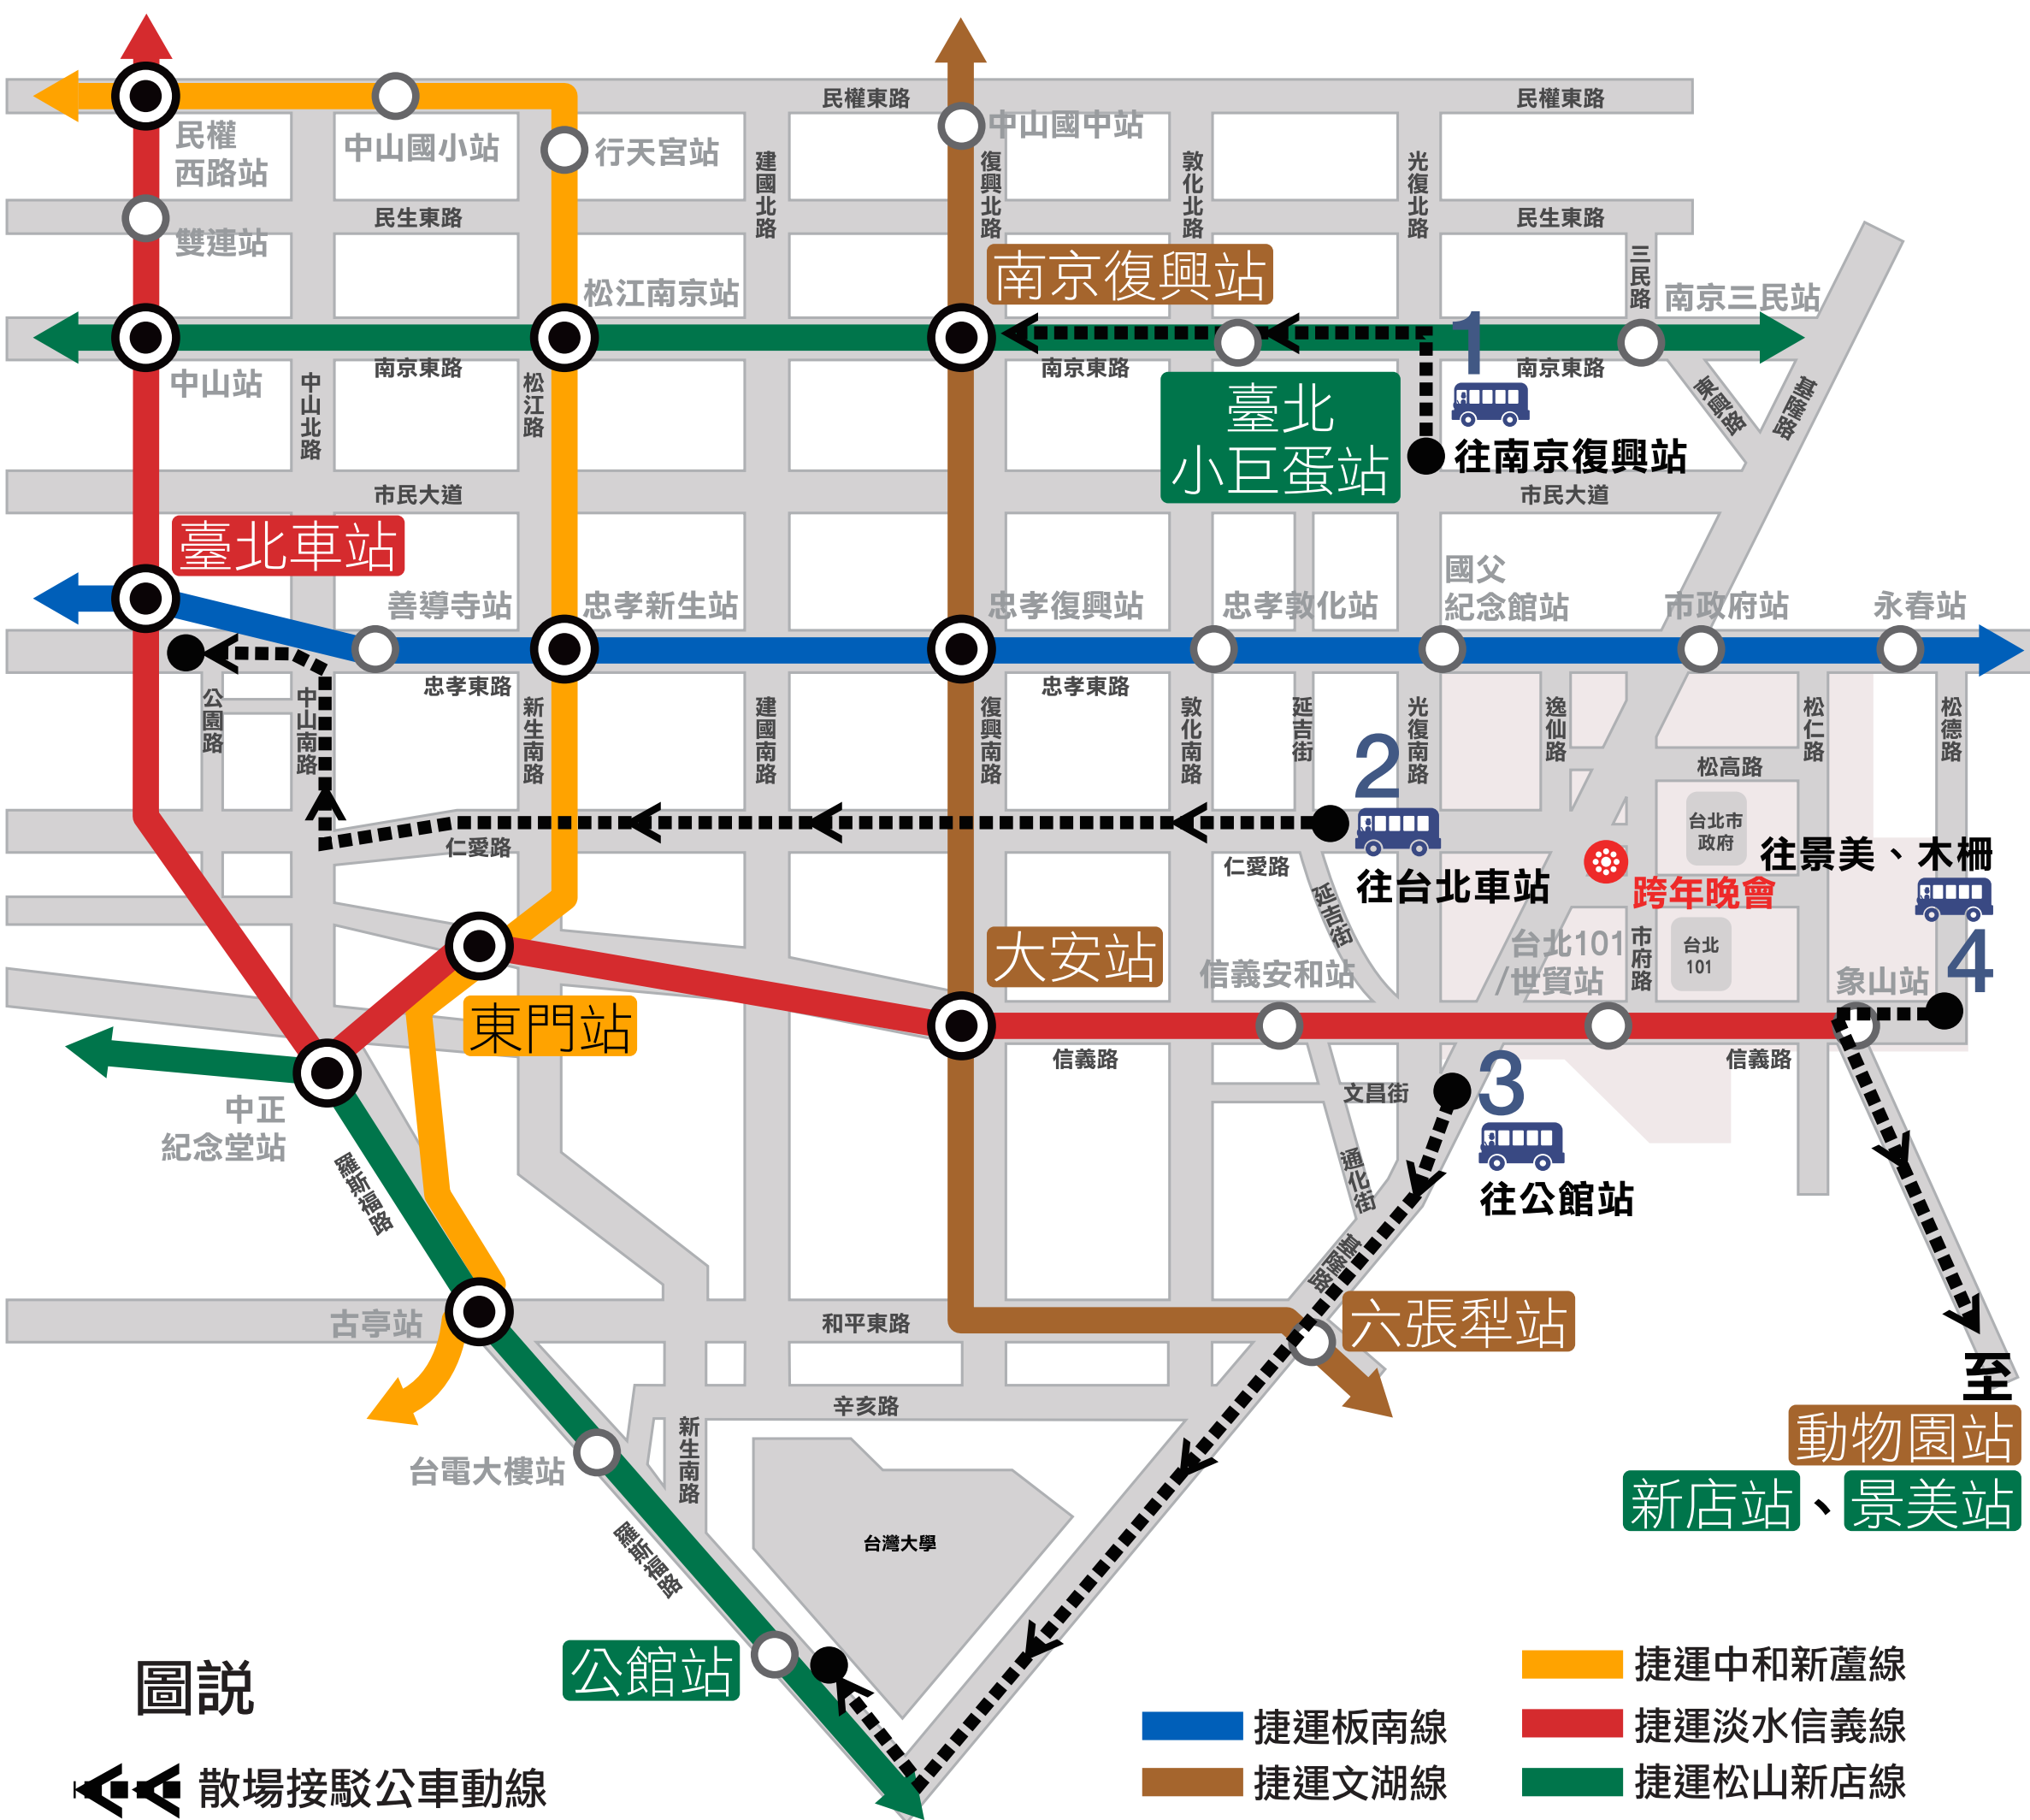 民權東路
民權東路
民權
西路站
中山國小站
行天宮站
中山國中站
建國北路
復興北路
敦化北路
光復北路
民生東路
民生東路
雙連站
三民路
南京復興站
松江南京站
南京三民站
1
中山站
中山北路
南京東路
松江路
南京東路
南京東路
東興路
基隆路
臺北
小巨蛋站
往南京復興站
市民大道
市民大道
臺北車站
善導寺站
忠孝新生站
忠孝復興站
忠孝敦化站
國父
紀念館站
市政府站
永春站
公園路
中山南路
忠孝東路
新生南路
建國南路
復興南路
忠孝東路
敦化南路
延吉街
光復南路
逸仙路
松仁路
松德路
松高路
2
台北市
政府
仁愛路
仁愛路
往台北車站
往景美、木柵
跨年晚會
延吉街
4
大安站
信義安和站
台北101
/世貿站
市府路
台北
101
象山站
東門站
信義路
信義路
3
文昌街
中正
紀念堂站
羅斯福路
通化街
往公館站
基隆路
古亭站
和平東路
六張犁站
至
辛亥路
動物園站
台電大樓站
新生南路
新店站、景美站
羅斯福路
台灣大學
公館站
圖説
散場接駁公車動線
捷運板南線
捷運文湖線
捷運中和新蘆線
捷運淡水信義線
捷運松山新店線